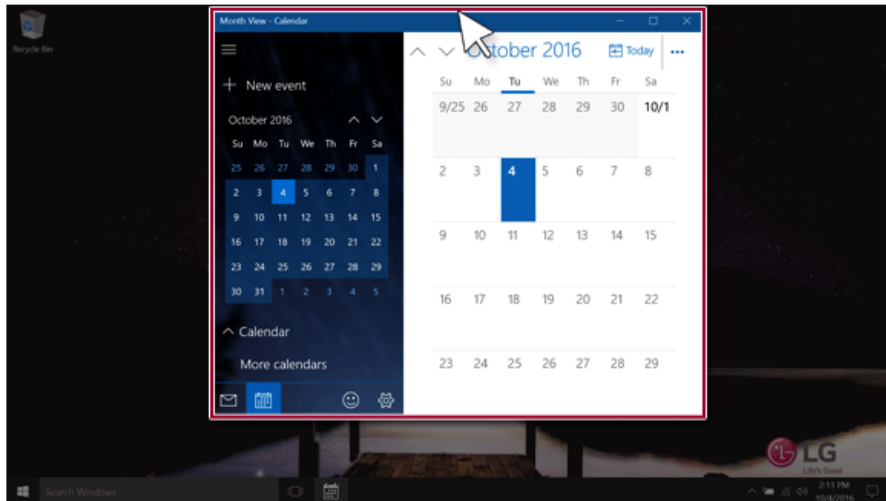 Recycle Bin
Month View - Calendar
New event
October 2016
Su Mo Tu We Th Fr Sa
25 26 27 28 29 30 1
2 3 4 5 6 7 8
9 10 11 12 13 14 15
16 17 18 19 20 21 22
23 24 25 26 27 28 29
30 31 1 2 3 4 5
Calendar
More calendars
October 2016 Today
Su Mo Tu We Th Fr Sa
9/25 26 27 28 29 30 10/1
2 3 4 5 6 7 8
9 10 11 12 13 14 15
16 17 18 19 20 21 22
23 24 25 26 27 28 29
LG
Life's Good
Search Windows
2:11 PM
10/4/2016